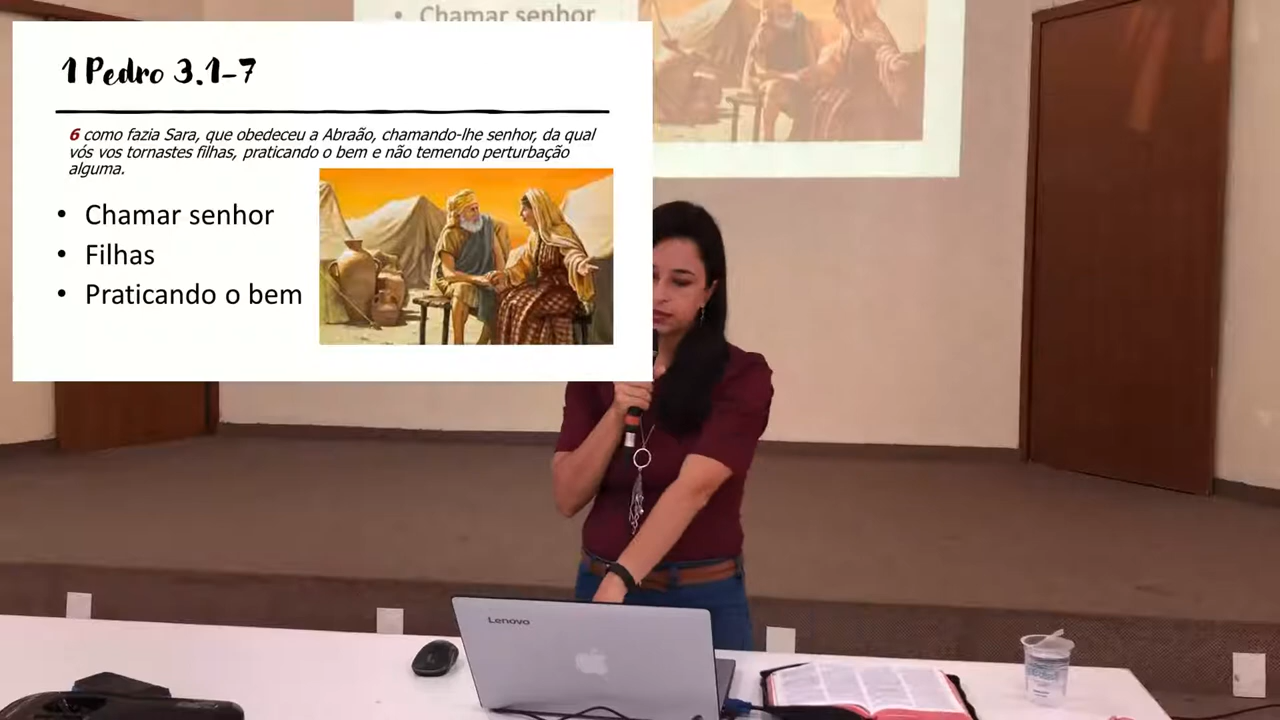 • Chamar senhor
1 Pedro 3.1-7
6 como fazia Sara, que obedeceu a Abraão, chamando-lhe senhor, da qual
vós vos tornastes filhas, praticando o bem e não temendo perturbação
alguma.
• Chamar senhor
• Filhas
• Praticando o bem
Lenovo